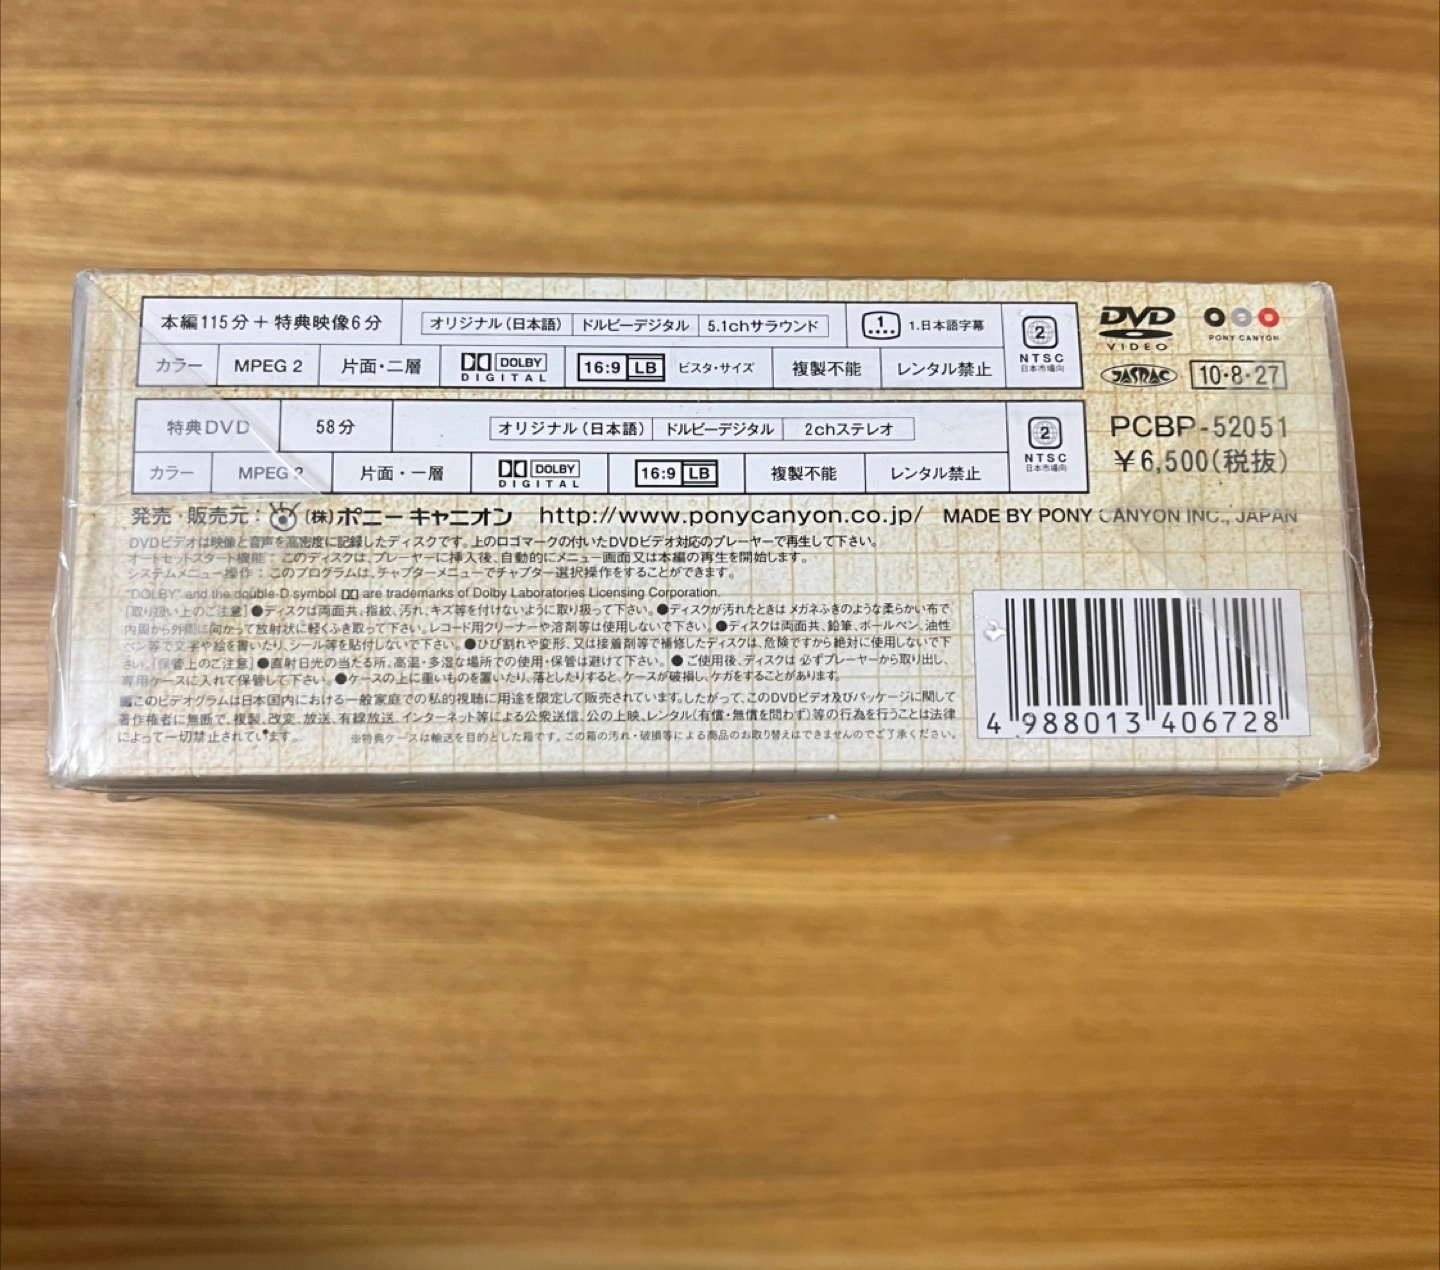 本編115分＋特典映像6分 オリジナル(日本語) ドルビーデジタル 5.1chサラウンド 1 1.日本語字幕 2 NTSC 日本市場向
カラー MPEG 2 片面・二層 DOLBY DIGITAL 16:9 LB ビスタ・サイズ 複製不能 レンタル禁止
DVD VIDEO PONY CANYON
JASRAC 10・8・27
特典DVD 58分 オリジナル(日本語) ドルビーデジタル 2chステレオ 2 NTSC 日本市場向
カラー MPEG 2 片面・一層 DOLBY DIGITAL 16:9 LB 複製不能 レンタル禁止
PCBP-52051
￥6,500(税抜)
発売・販売元：(株)ポニーキャニオン http://www.ponycanyon.co.jp/ MADE BY PONY CANYON INC., JAPAN
DVDビデオは映像と音声を高密度に記録したディスクです。上のロゴマークの付いたDVDビデオ対応のプレーヤーで再生して下さい。
オートセットスタート機能：このディスクは、プレーヤーに挿入後、自動的にメニュー画面又は本編の再生を開始します。
システムメニュー操作：このプログラムは、チャプターメニューでチャプター選択操作をすることができます。
"DOLBY" and the double-D symbol are trademarks of Dolby Laboratories Licensing Corporation.
[取り扱い上のご注意]●ディスクは両面共、指紋、汚れ、キズ等を付けないように取り扱って下さい。●ディスクが汚れたときは メガネふきのような柔らかい布で
内周から外周に向かって放射状に軽くふき取って下さい。レコード用クリーナーや溶剤等は使用しないで下さい。●ディスクは両面共、鉛筆、ボールペン、油性
ペン等で文字や絵を書いたり、シール等を貼付しないで下さい。●ひび割れや変形、又は接着剤等で補修したディスクは、危険ですから絶対に使用しないで下
さい。[保管上のご注意]●直射日光の当たる所、高温・多湿な場所での使用・保管は避けて下さい。●ご使用後、ディスクは 必ずプレーヤーから取り出し、
専用ケースに入れて保管して下さい。●ケースの上に重いものを置いたり、落としたりすると、ケースが破損し、ケガをすることがあります。
■このビデオグラムは日本国内における一般家庭での私的視聴に用途を限定して販売されています。したがって、このDVDビデオ及びパッケージに関して
著作権者に無断で、複製、改変、放送、有線放送、インターネット等による公衆送信、公の上映、レンタル(有償・無償を問わず)等の行為を行うことは法律
によって一切禁止されています。 ※特典ケースは輸送を目的とした箱です。この箱の汚れ・破損等による商品のお取り替えはできませんのでご了承ください。
4 988013 406728